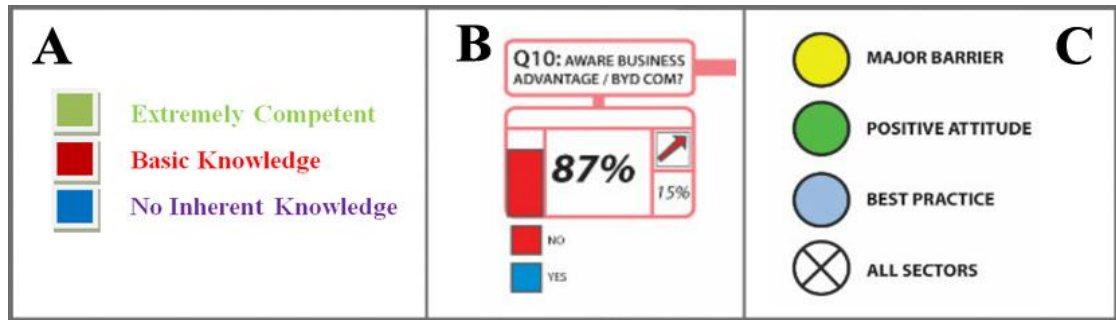 A
Extremely Competent
Basic Knowledge
No Inherent Knowledge
B
Q10: AWARE BUSINESS
ADVANTAGE / BYD COM?
87%
15%
NO
YES
C
MAJOR BARRIER
POSITIVE ATTITUDE
BEST PRACTICE
ALL SECTORS